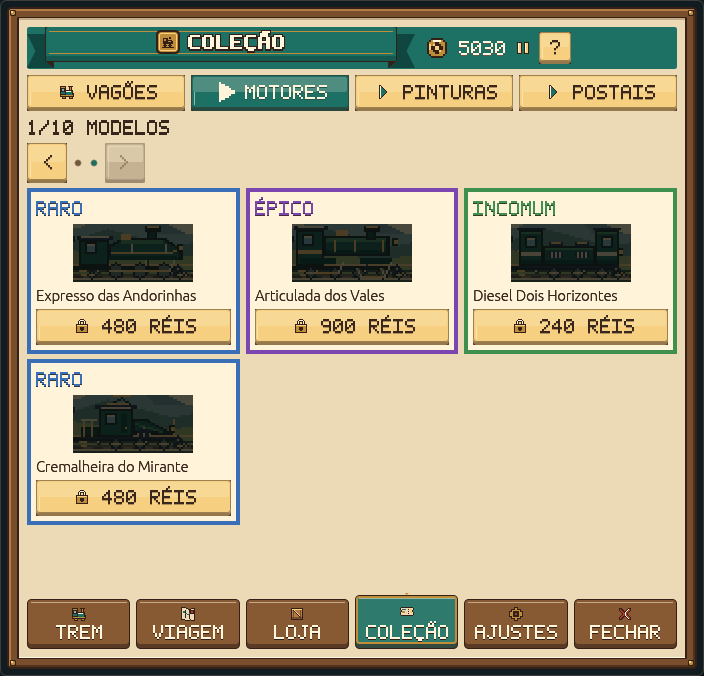 COLEÇÃO
5030
?
VAGÕES
MOTORES
PINTURAS
POSTAIS
1/10 MODELOS
<
>
RARO
Expresso das Andorinhas
480 RÉIS
ÉPICO
Articulada dos Vales
900 RÉIS
INCOMUM
Diesel Dois Horizontes
240 RÉIS
RARO
Cremalheira do Mirante
480 RÉIS
TREM
VIAGEM
LOJA
COLEÇÃO
AJUSTES
FECHAR